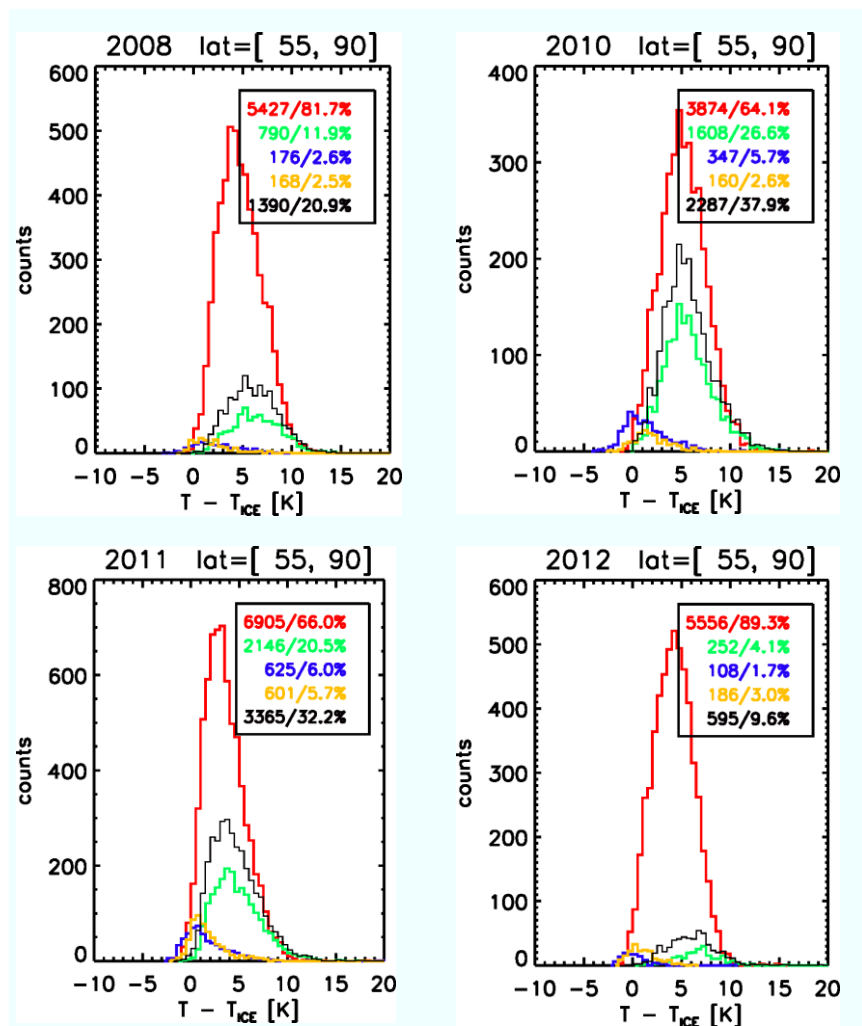 2008 lat=[ 55, 90]
600
500
400
300
200
100
0
counts
5427/81.7%
790/11.9%
176/2.6%
168/2.5%
1390/20.9%
-10 -5 0 5 10 15 20
T - TICE [K]
2010 lat=[ 55, 90]
400
300
200
100
0
counts
3874/64.1%
1608/26.6%
347/5.7%
160/2.6%
2287/37.9%
-10 -5 0 5 10 15 20
T - TICE [K]
2011 lat=[ 55, 90]
800
600
400
200
0
counts
6905/66.0%
2146/20.5%
625/6.0%
601/5.7%
3365/32.2%
-10 -5 0 5 10 15 20
T - TICE [K]
2012 lat=[ 55, 90]
600
500
400
300
200
100
0
counts
5556/89.3%
252/4.1%
108/1.7%
186/3.0%
595/9.6%
-10 -5 0 5 10 15 20
T - TICE [K]